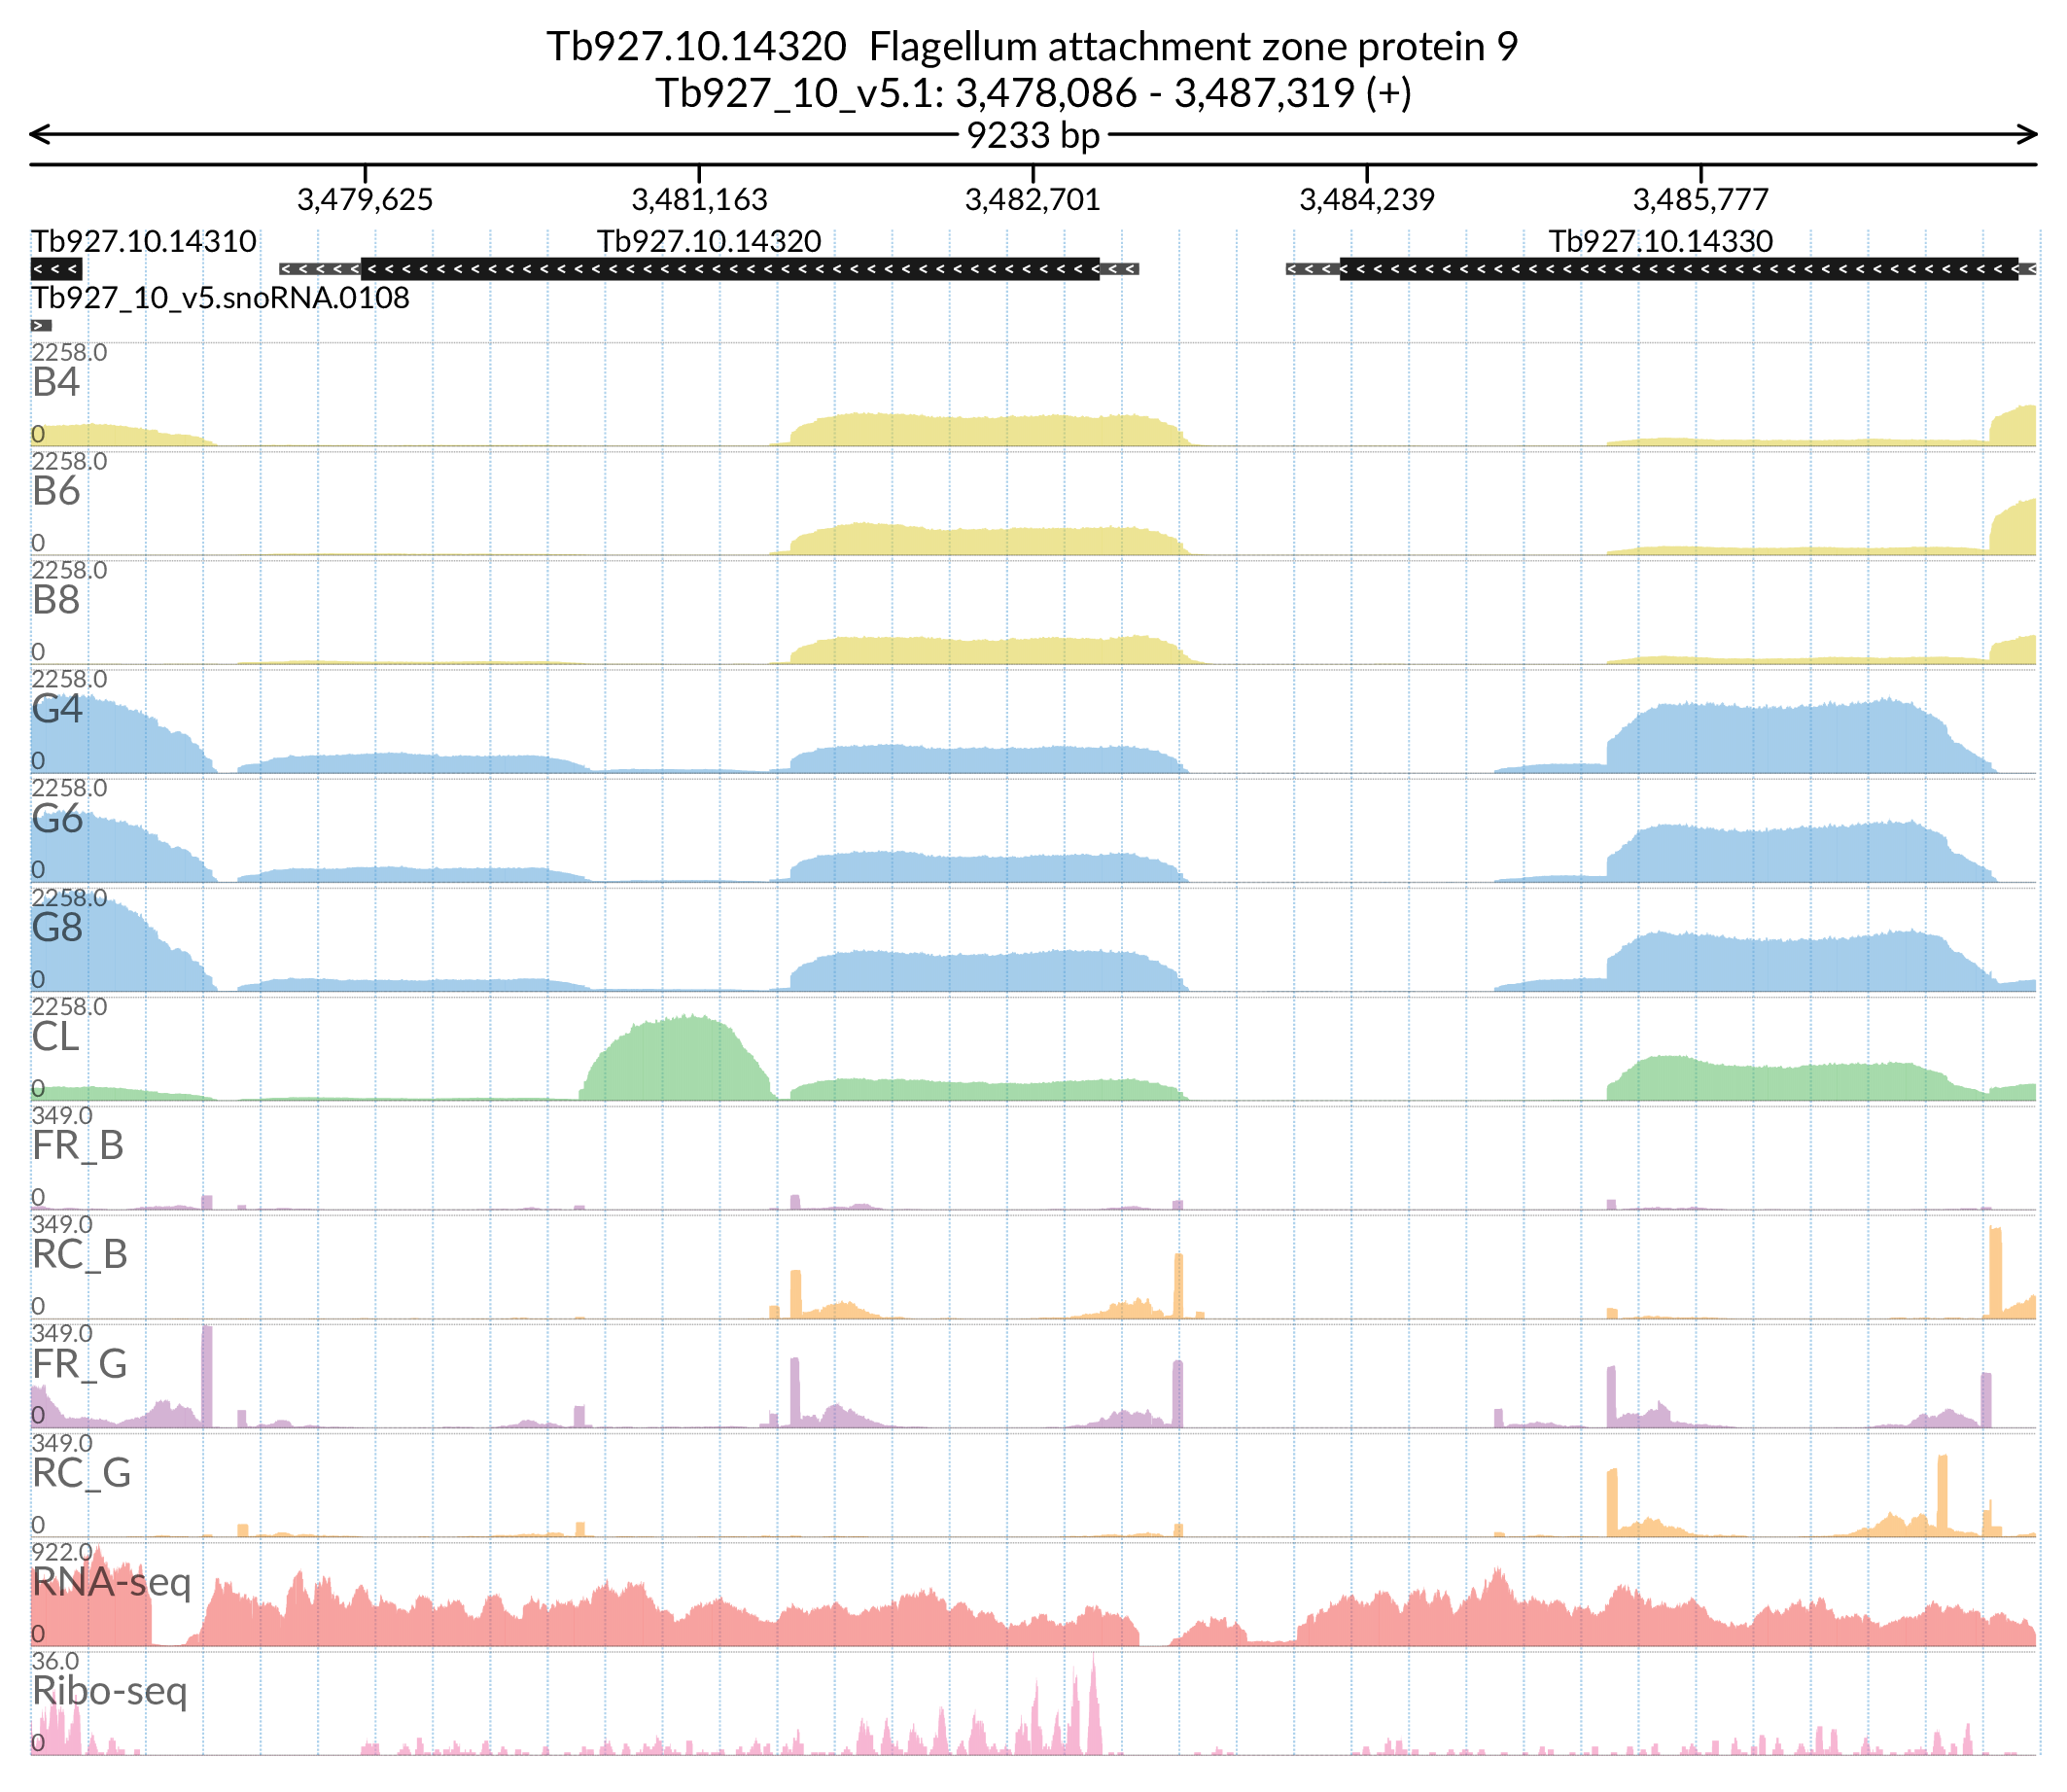 Tb927.10.14320 Flagellum attachment zone protein 9
Tb927_10_v5.1: 3,478,086 - 3,487,319 (+)
9233 bp
3,479,625 3,481,163 3,482,701 3,484,239 3,485,777
Tb927.10.14310 Tb927.10.14320 Tb927.10.14330
Tb927_10_v5.snoRNA.0108
2258.0
B4
0
2258.0
B6
0
2258.0
B8
0
2258.0
G4
0
2258.0
G6
0
2258.0
G8
0
2258.0
CL
0
349.0
FR_B
0
349.0
RC_B
0
349.0
FR_G
0
349.0
RC_G
0
922.0
RNA-seq
0
36.0
Ribo-seq
0